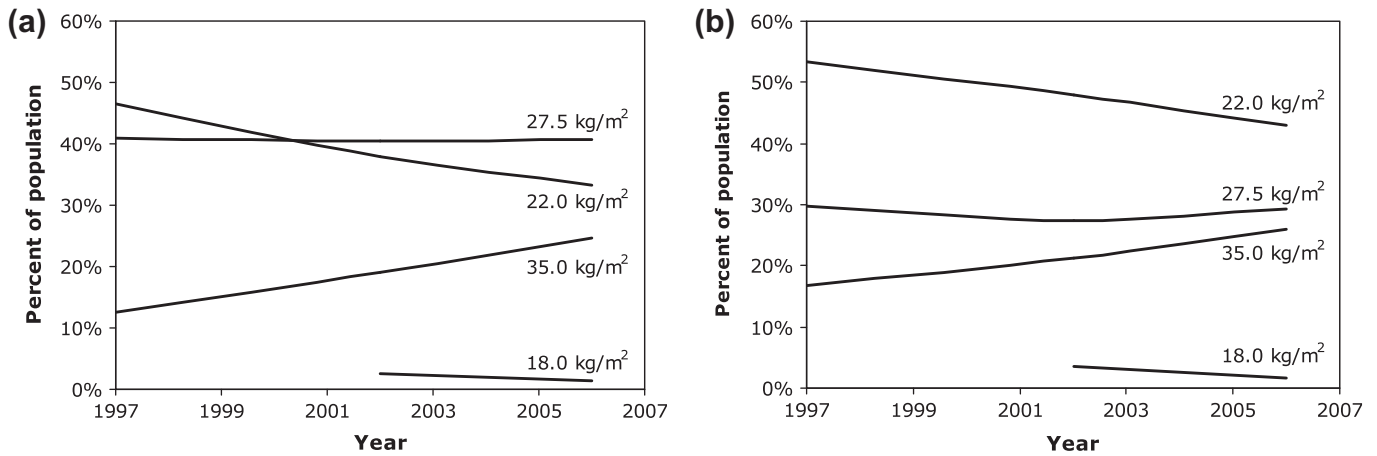 (a)
60%
50%
40%
30%
20%
10%
0%
Percent of population
27.5 kg/m²
22.0 kg/m²
35.0 kg/m²
18.0 kg/m²
1997 1999 2001 2003 2005 2007
Year
(b)
60%
50%
40%
30%
20%
10%
0%
Percent of population
22.0 kg/m²
27.5 kg/m²
35.0 kg/m²
18.0 kg/m²
1997 1999 2001 2003 2005 2007
Year